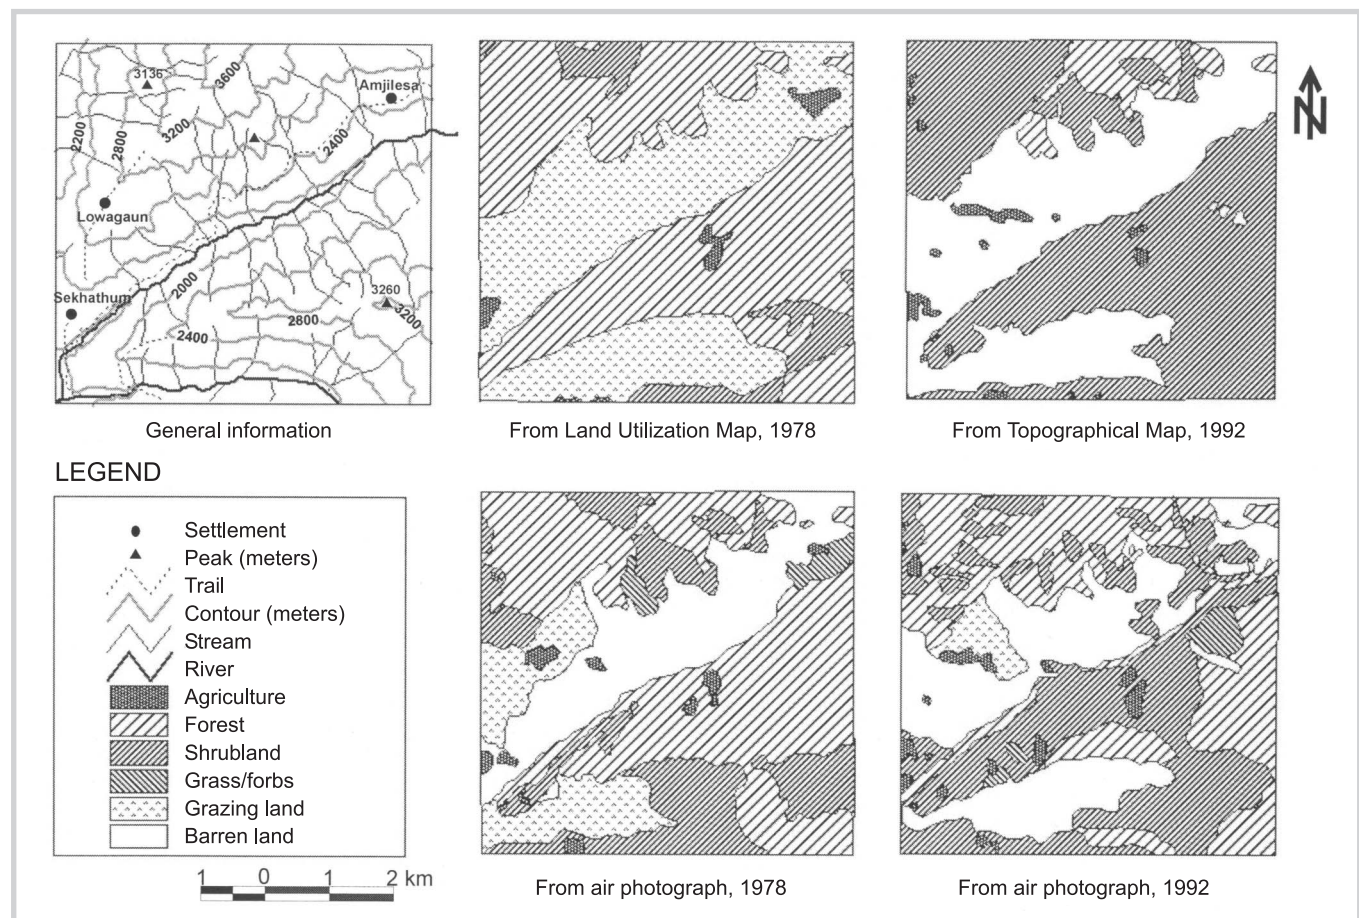 3136
3600
Amjilesa
2200
2800
3200
2400
Lowagaun
Sekhathum
2000
3260
3200
2800
2400
N
General information
From Land Utilization Map, 1978
From Topographical Map, 1992
LEGEND
Settlement
Peak (meters)
Trail
Contour (meters)
Stream
River
Agriculture
Forest
Shrubland
Grass/forbs
Grazing land
Barren land
1 0 1 2 km
From air photograph, 1978
From air photograph, 1992